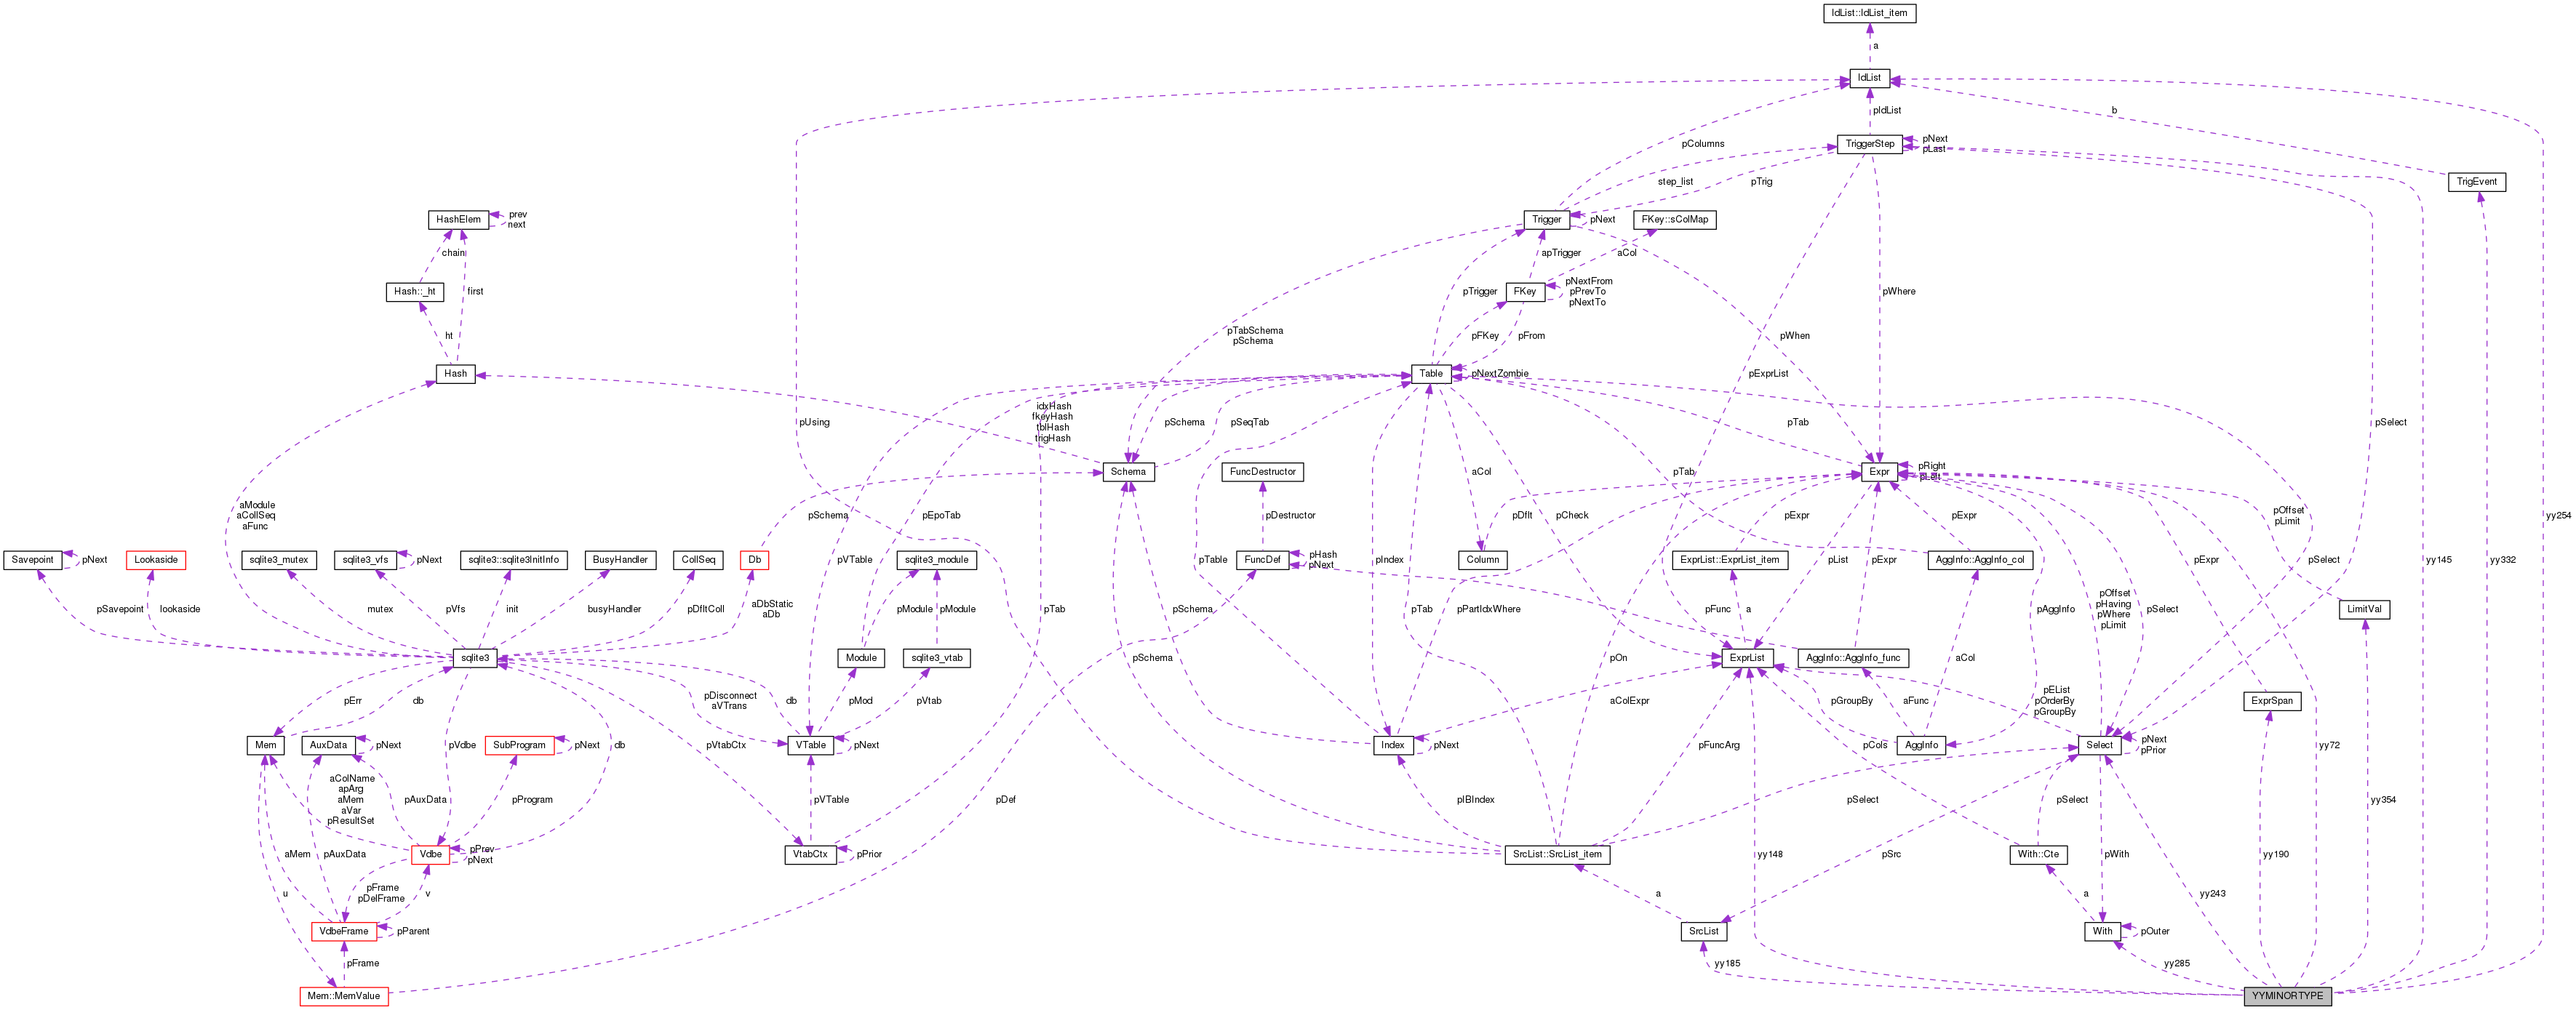 IdList::IdList_item
a
IdList
pIdList
b
pColumns
TriggerStep
pNext
pLast
step_list
pTrig
TrigEvent
HashElem
prev
next
Trigger
pNext
FKey::sColMap
chain
apTrigger
aCol
Hash::_ht
first
pTrigger
FKey
pNextFrom
pPrevTo
pNextTo
pWhere
ht
pTabSchema
pSchema
pFKey
pFrom
pWhen
Hash
Table
pNextZombie
pExprList
idxHash
fkeyHash
tblHash
trigHash
pUsing
pSchema
pSeqTab
pTab
pSelect
Schema
FuncDestructor
aCol
pTab
Expr
pRight
pLeft
aModule
aCollSeq
aFunc
pSchema
pEpoTab
pDestructor
pDflt
pCheck
pExpr
pExpr
pOffset
pLimit
yy254
Savepoint
pNext
Lookaside
sqlite3_mutex
sqlite3_vfs
pNext
sqlite3::sqlite3InitInfo
BusyHandler
CollSeq
Db
pVTable
sqlite3_module
pTable
FuncDef
pHash
pNext
pIndex
Column
ExprList::ExprList_item
pList
pExpr
AggInfo::AggInfo_col
pExpr
pSelect
yy145
yy332
pSavepoint
lookaside
mutex
pVfs
init
busyHandler
pDfltColl
aDbStatic
aDb
pModule
pModule
pTab
pSchema
pTab
pPartIdxWhere
pFunc
a
pAggInfo
pOffset
pHaving
pWhere
pLimit
pSelect
LimitVal
sqlite3
Module
sqlite3_vtab
pSchema
pOn
ExprList
AggInfo::AggInfo_func
aCol
pErr
db
pDisconnect
aVTrans
db
pMod
pVtab
aColExpr
pGroupBy
aFunc
pEList
pOrderBy
pGroupBy
ExprSpan
Mem
AuxData
pNext
pVdbe
SubProgram
pNext
db
pVtabCtx
VTable
pNext
Index
pNext
pFuncArg
pCols
AggInfo
Select
pNext
pPrior
yy72
aColName
apArg
aMem
aVar
pResultSet
pAuxData
pProgram
pVTable
pDef
pIBIndex
pSelect
pSelect
yy354
aMem
pAuxData
Vdbe
pPrev
pNext
VtabCtx
pPrior
SrcList::SrcList_item
yy148
pSrc
With::Cte
pWith
yy190
u
pFrame
pDelFrame
v
a
a
yy243
VdbeFrame
pParent
SrcList
With
pOuter
pFrame
yy185
yy285
Mem::MemValue
YYMINORTYPE